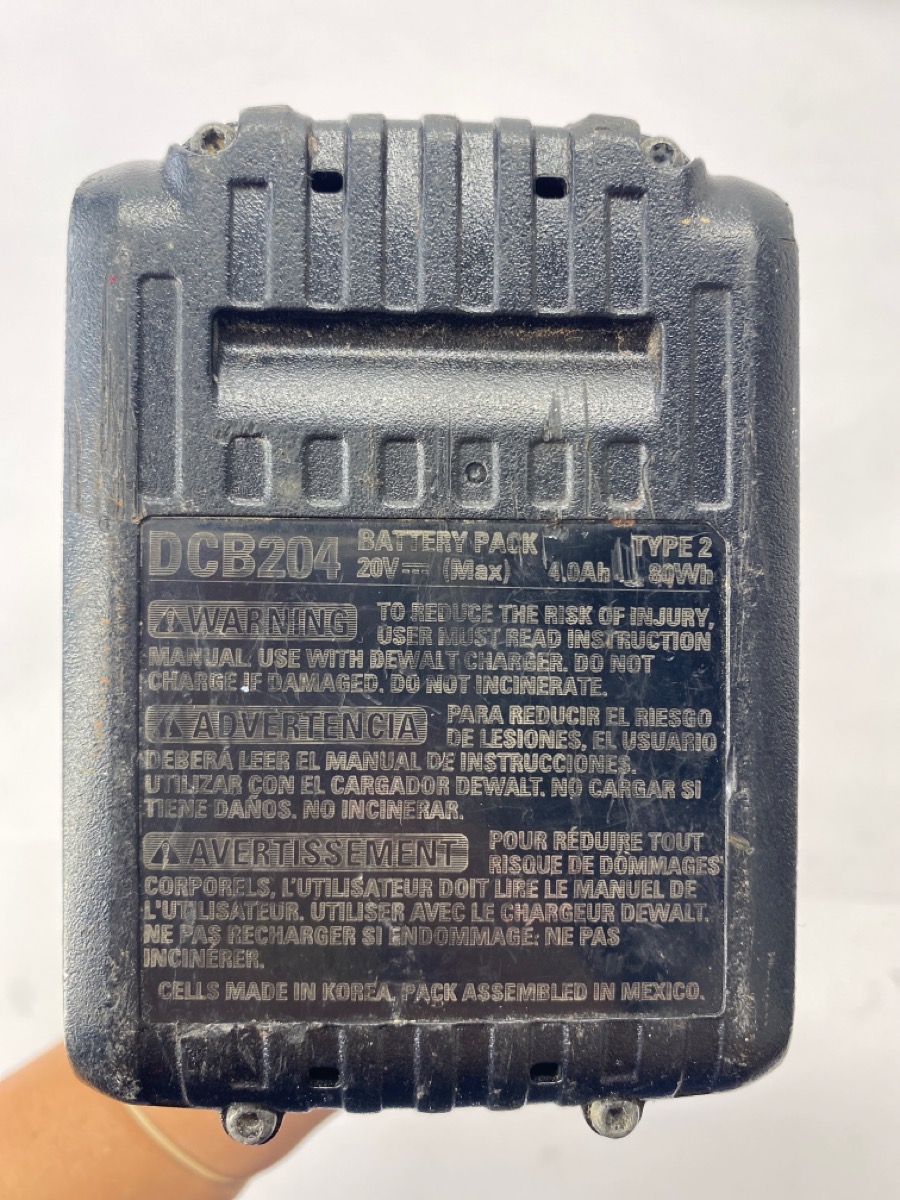 DCB204 BATTERY PACK TYPE 2
20V⎓ (Max) 4.0Ah 80Wh
⚠WARNING TO REDUCE THE RISK OF INJURY,
USER MUST READ INSTRUCTION
MANUAL. USE WITH DEWALT CHARGER. DO NOT
CHARGE IF DAMAGED. DO NOT INCINERATE.
⚠ADVERTENCIA PARA REDUCIR EL RIESGO
DE LESIONES, EL USUARIO
DEBERÁ LEER EL MANUAL DE INSTRUCCIONES.
UTILIZAR CON EL CARGADOR DEWALT. NO CARGAR SI
TIENE DAÑOS. NO INCINERAR.
⚠AVERTISSEMENT POUR RÉDUIRE TOUT
RISQUE DE DOMMAGES
CORPORELS, L'UTILISATEUR DOIT LIRE LE MANUEL DE
L'UTILISATEUR. UTILISER AVEC LE CHARGEUR DEWALT.
NE PAS RECHARGER SI ENDOMMAGÉ. NE PAS
INCINÉRER.
CELLS MADE IN KOREA. PACK ASSEMBLED IN MEXICO.